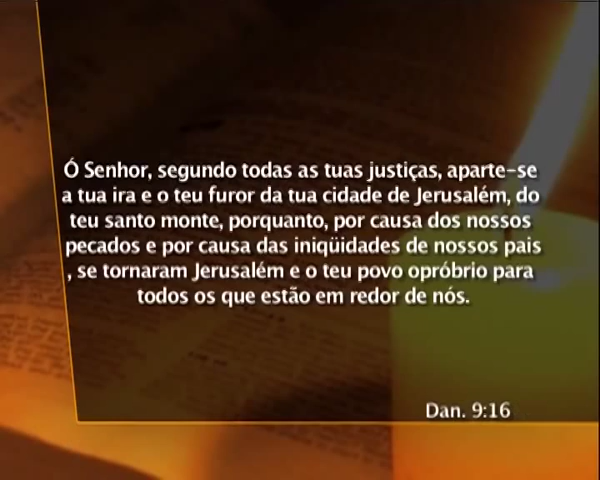 Ó Senhor, segundo todas as tuas justiças, aparte-se
a tua ira e o teu furor da tua cidade de Jerusalém, do
teu santo monte, porquanto, por causa dos nossos
pecados e por causa das iniqüidades de nossos pais
, se tornaram Jerusalém e o teu povo opróbrio para
todos os que estão em redor de nós.
Dan. 9:16